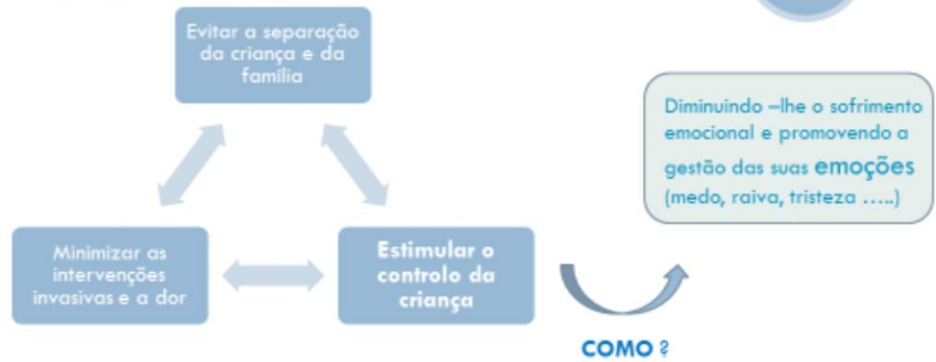 Evitar a separação
da criança e da
família
Minimizar as
intervenções
invasivas e a dor
Estimular o
controlo da
criança
COMO ?
Diminuindo –lhe o sofrimento
emocional e promovendo a
gestão das suas emoções
(medo, raiva, tristeza …..)